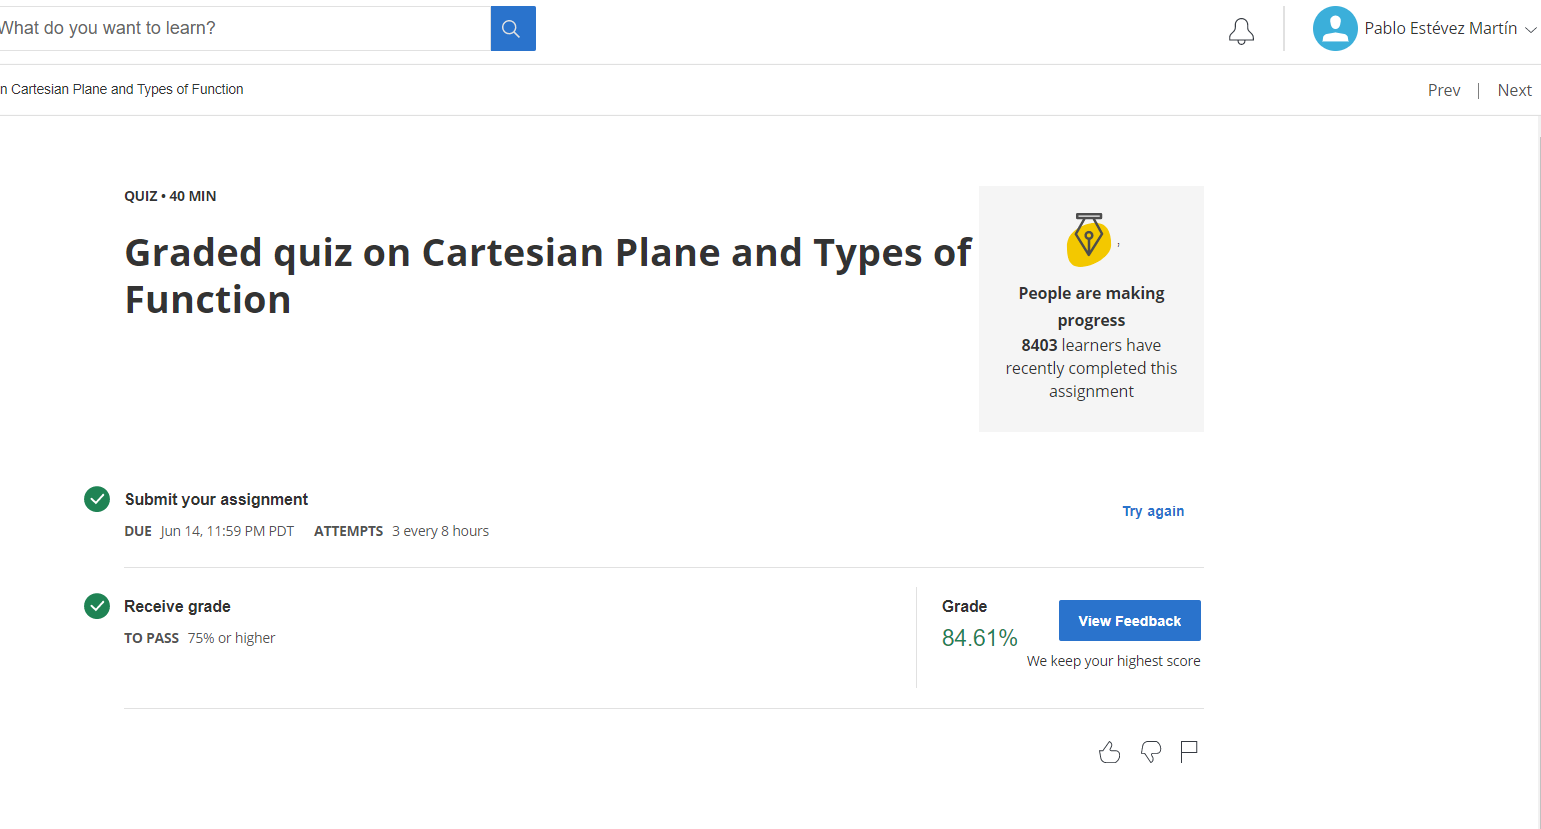 What do you want to learn?
Pablo Estévez Martín
n Cartesian Plane and Types of Function
Prev | Next
QUIZ • 40 MIN
Graded quiz on Cartesian Plane and Types of
Function
,
People are making
progress
8403 learners have
recently completed this
assignment
Submit your assignment
DUE Jun 14, 11:59 PM PDT ATTEMPTS 3 every 8 hours
Try again
Receive grade
TO PASS 75% or higher
Grade
84.61%
View Feedback
We keep your highest score